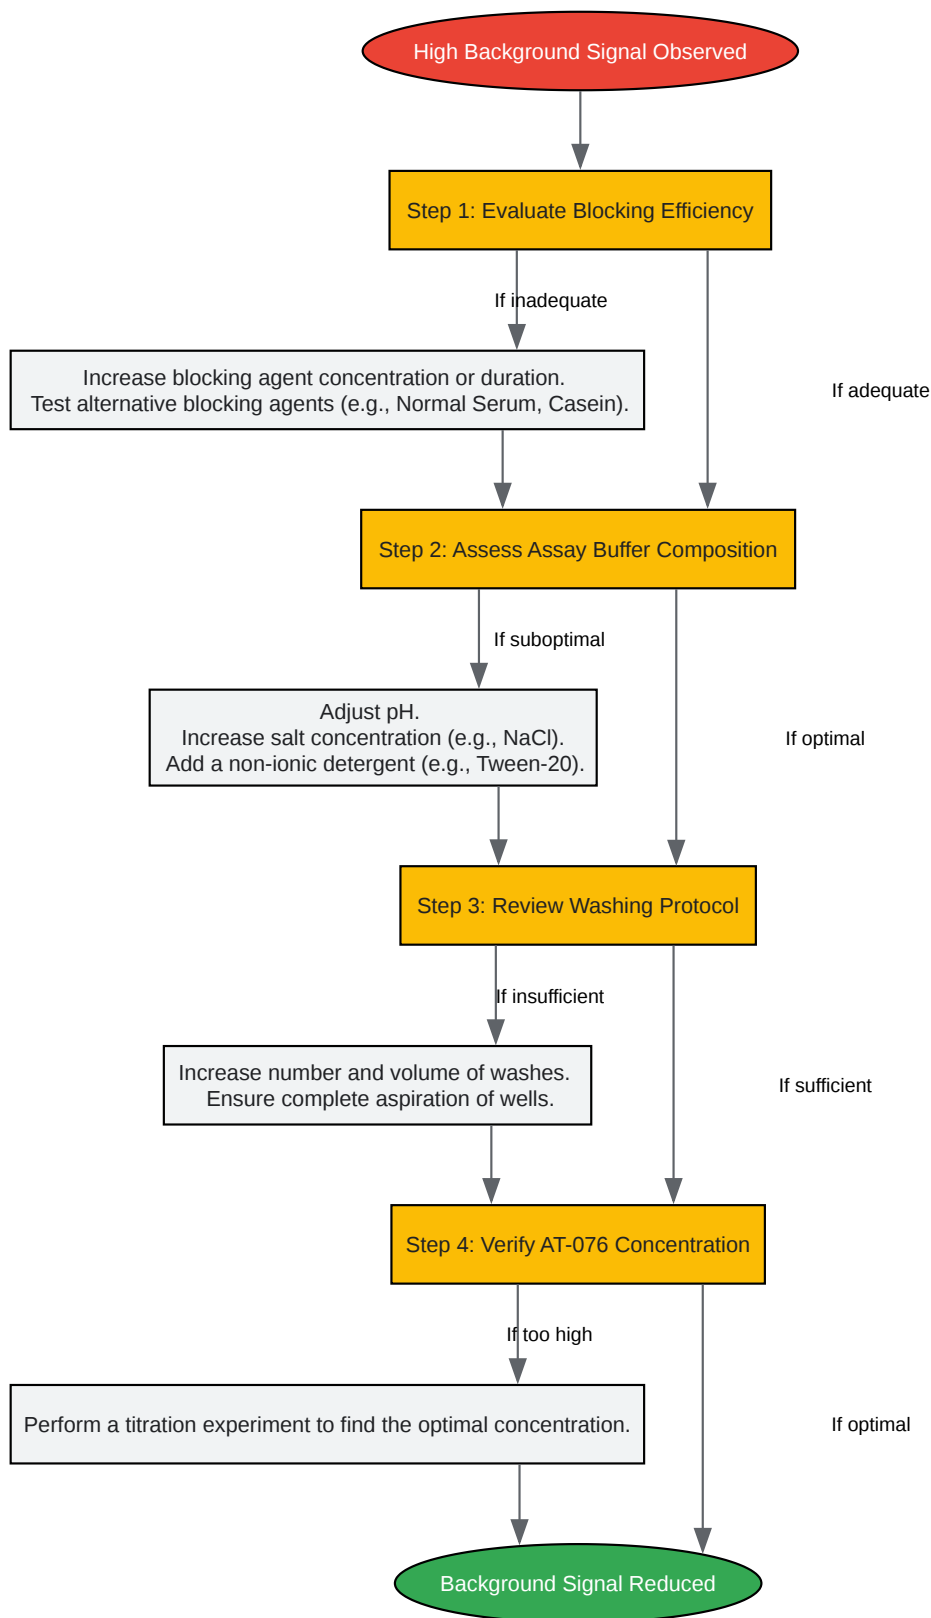 High Background Signal Observed
Step 1: Evaluate Blocking Efficiency
If inadequate
Increase blocking agent concentration or duration.
Test alternative blocking agents (e.g., Normal Serum, Casein).
If adequate
Step 2: Assess Assay Buffer Composition
If suboptimal
Adjust pH.
Increase salt concentration (e.g., NaCl).
Add a non-ionic detergent (e.g., Tween-20).
If optimal
Step 3: Review Washing Protocol
If insufficient
Increase number and volume of washes.
Ensure complete aspiration of wells.
If sufficient
Step 4: Verify AT-076 Concentration
If too high
Perform a titration experiment to find the optimal concentration.
If optimal
Background Signal Reduced